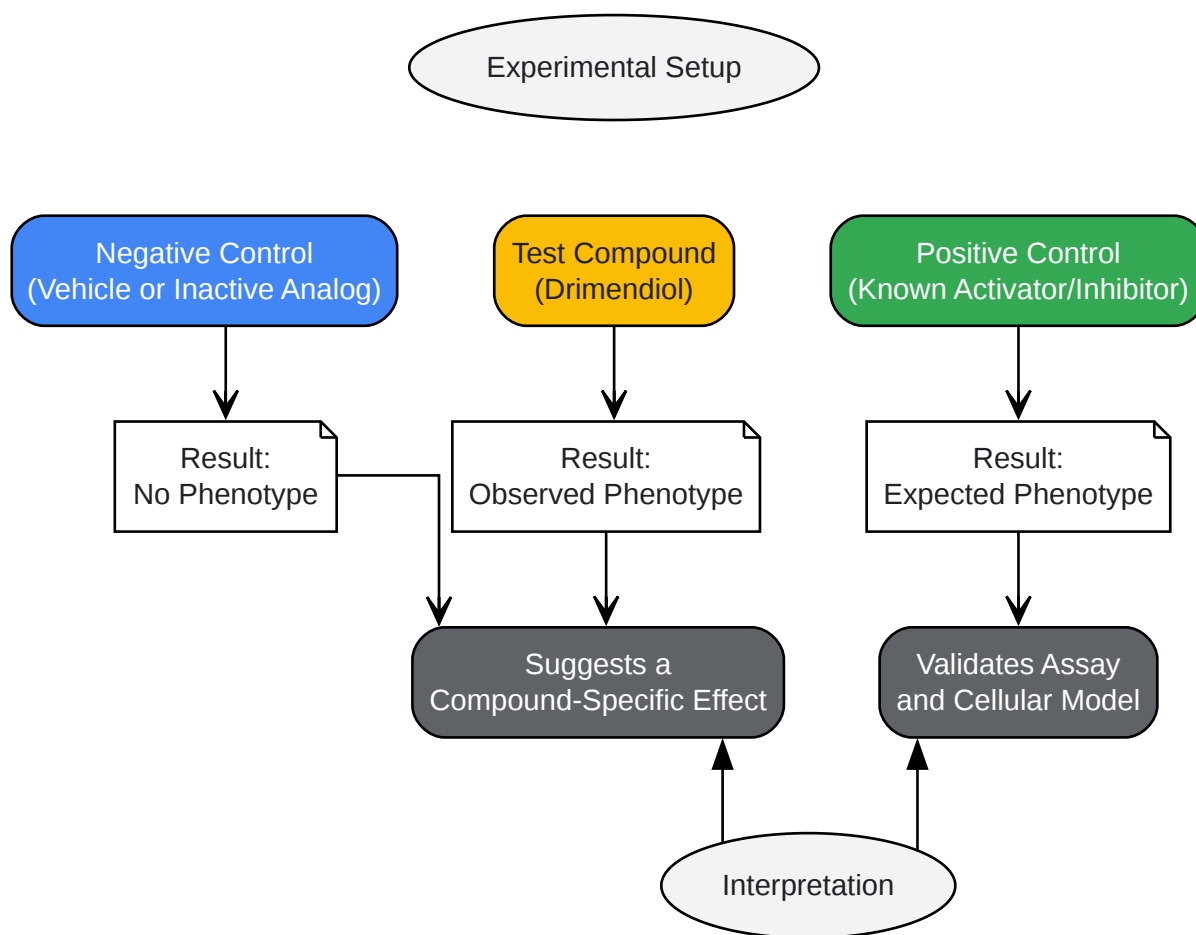 Experimental Setup
Negative Control
(Vehicle or Inactive Analog)
Test Compound
(Drimendiol)
Positive Control
(Known Activator/Inhibitor)
Result:
No Phenotype
Result:
Observed Phenotype
Result:
Expected Phenotype
Suggests a
Compound-Specific Effect
Validates Assay
and Cellular Model
Interpretation